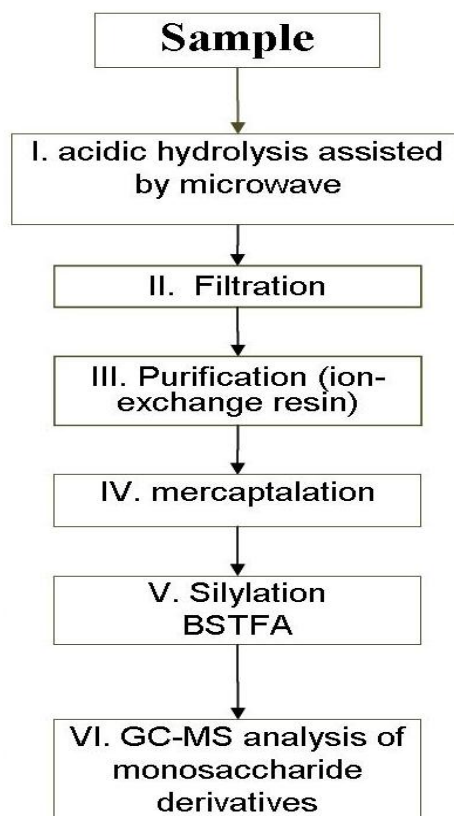 Sample
I. acidic hydrolysis assisted
by microwave
II. Filtration
III. Purification (ion-
exchange resin)
IV. mercaptalation
V. Silylation
BSTFA
VI. GC-MS analysis of
monosaccharide
derivatives